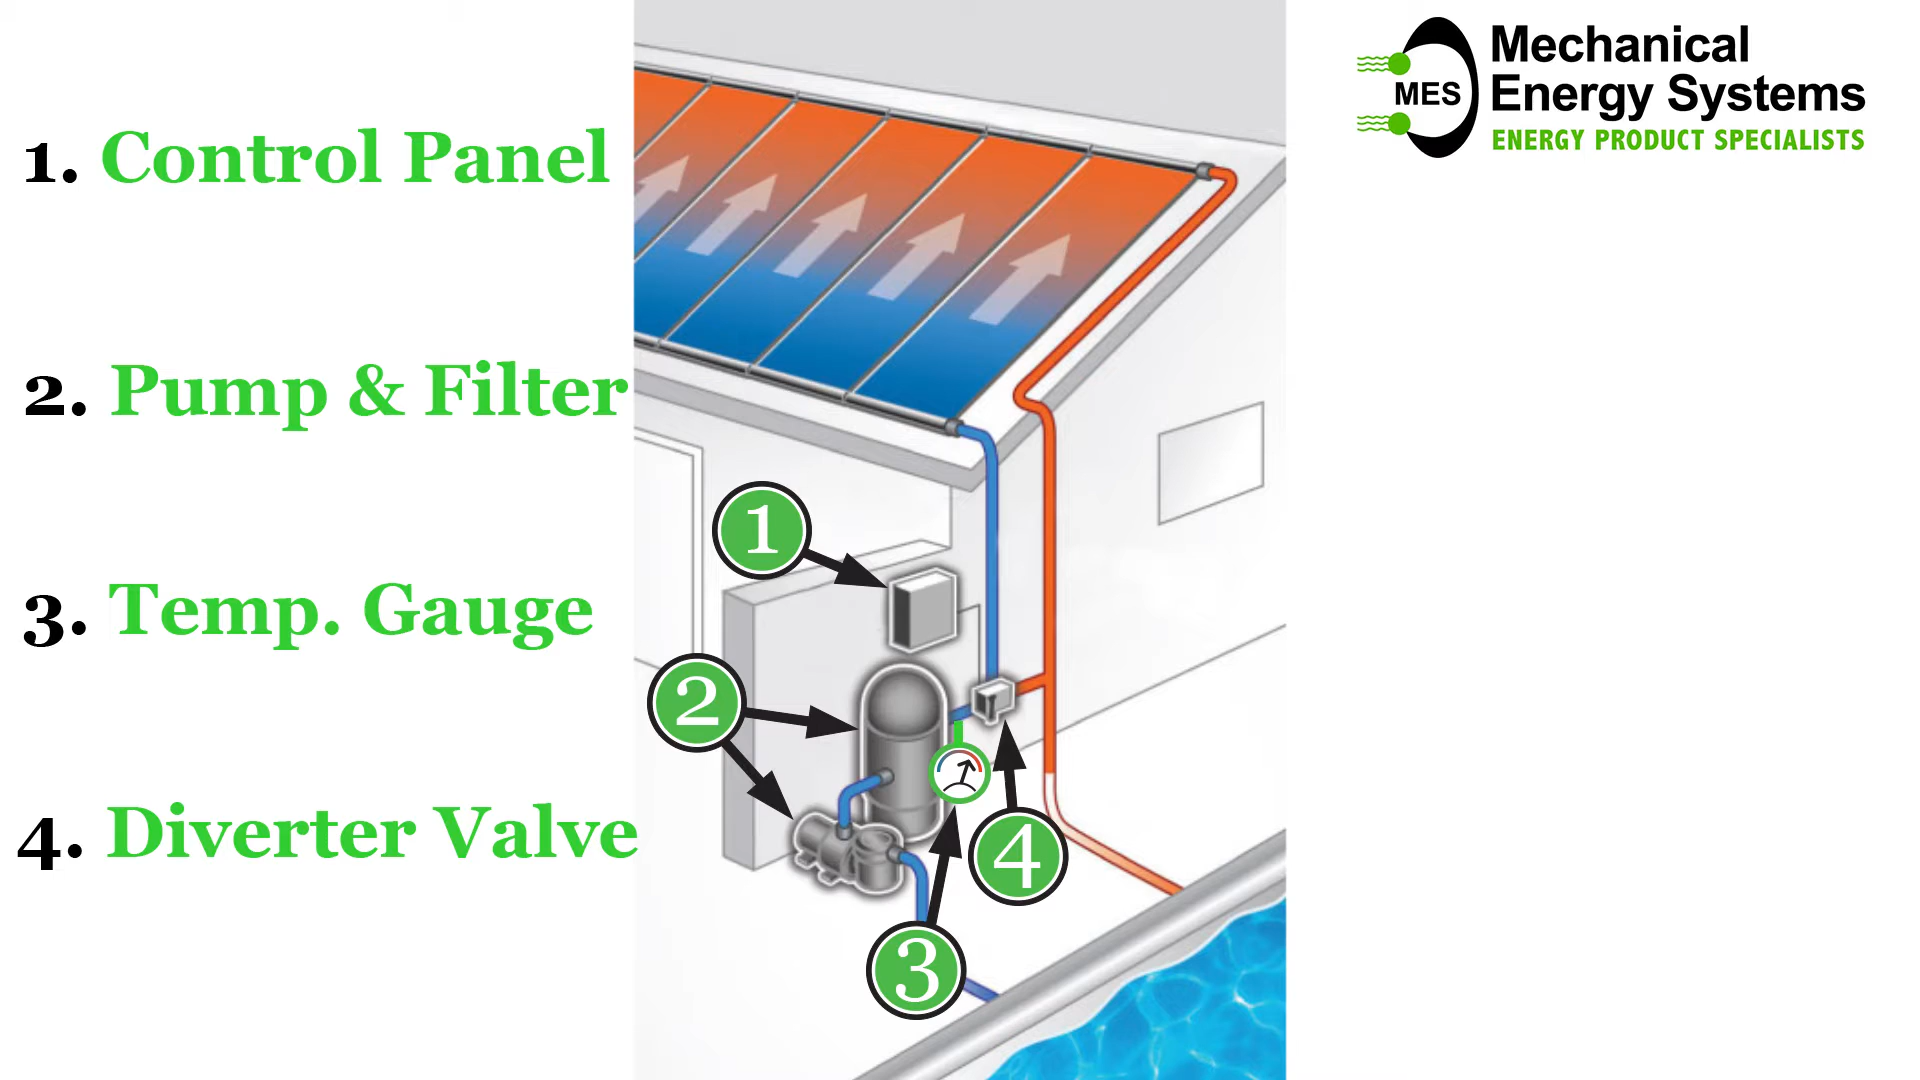 1. Control Panel
2. Pump & Filter
3. Temp. Gauge
4. Diverter Valve
1
2
3
4
MES
Mechanical
Energy Systems
ENERGY PRODUCT SPECIALISTS